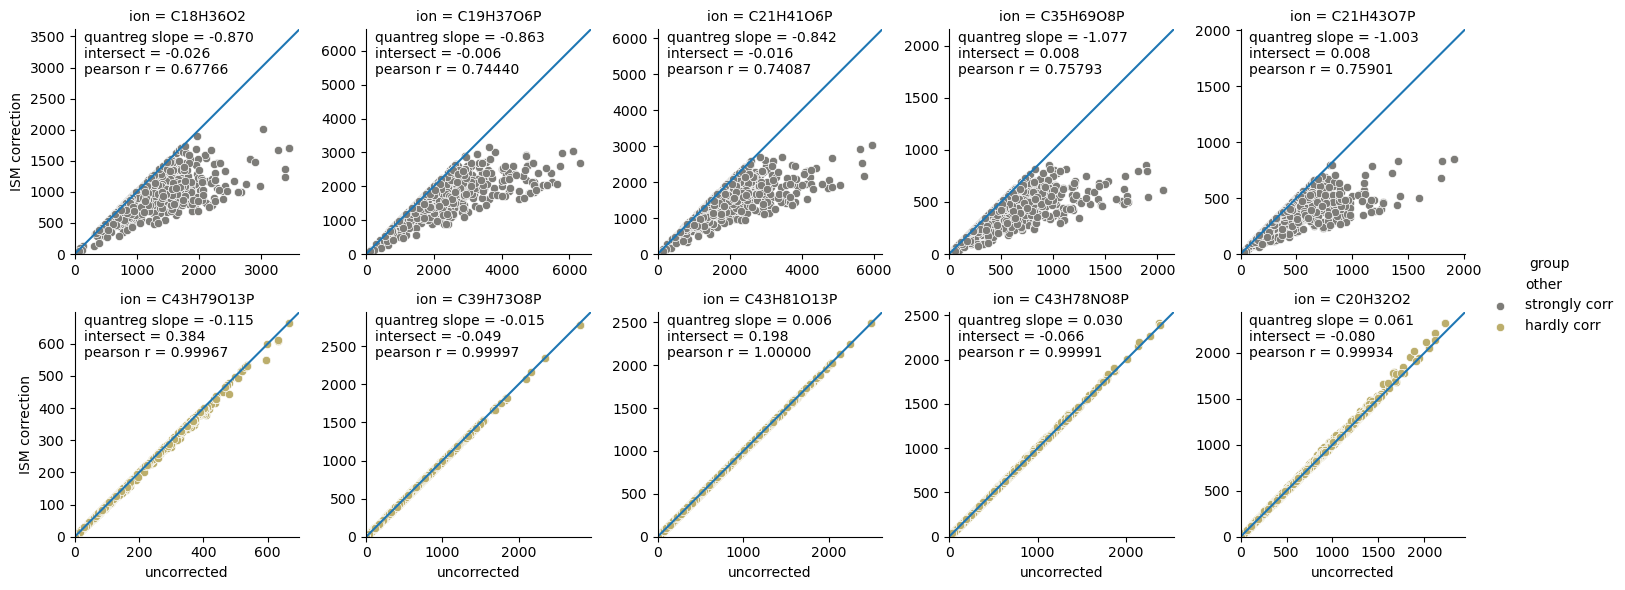 ion = C18H36O2
quantreg slope = -0.870
intersect = -0.026
pearson r = 0.67766
3500
3000
2500
2000
1500
1000
500
0
ISM correction
0 1000 2000 3000
ion = C19H37O6P
quantreg slope = -0.863
intersect = -0.006
pearson r = 0.74440
6000
5000
4000
3000
2000
1000
0
0 2000 4000 6000
ion = C21H41O6P
quantreg slope = -0.842
intersect = -0.016
pearson r = 0.74087
6000
5000
4000
3000
2000
1000
0
0 2000 4000 6000
ion = C35H69O8P
quantreg slope = -1.077
intersect = 0.008
pearson r = 0.75793
2000
1500
1000
500
0
0 500 1000 1500 2000
ion = C21H43O7P
quantreg slope = -1.003
intersect = 0.008
pearson r = 0.75901
2000
1500
1000
500
0
0 500 1000 1500 2000
ion = C43H79O13P
quantreg slope = -0.115
intersect = 0.384
pearson r = 0.99967
600
500
400
300
200
100
0
ISM correction
0 200 400 600
uncorrected
ion = C39H73O8P
quantreg slope = -0.015
intersect = -0.049
pearson r = 0.99997
2500
2000
1500
1000
500
0
0 1000 2000
uncorrected
ion = C43H81O13P
quantreg slope = 0.006
intersect = 0.198
pearson r = 1.00000
2500
2000
1500
1000
500
0
0 1000 2000
uncorrected
ion = C43H78NO8P
quantreg slope = 0.030
intersect = -0.066
pearson r = 0.99991
2500
2000
1500
1000
500
0
0 1000 2000
uncorrected
ion = C20H32O2
quantreg slope = 0.061
intersect = -0.080
pearson r = 0.99934
2000
1500
1000
500
0
0 500 1000 1500 2000
uncorrected
group
other
strongly corr
hardly corr